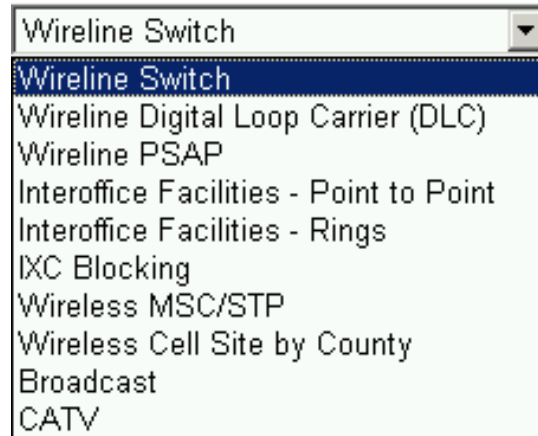 Wireline Switch
Wireline Switch
Wireline Digital Loop Carrier (DLC)
Wireline PSAP
Interoffice Facilities - Point to Point
Interoffice Facilities - Rings
IXC Blocking
Wireless MSC/STP
Wireless Cell Site by County
Broadcast
CATV